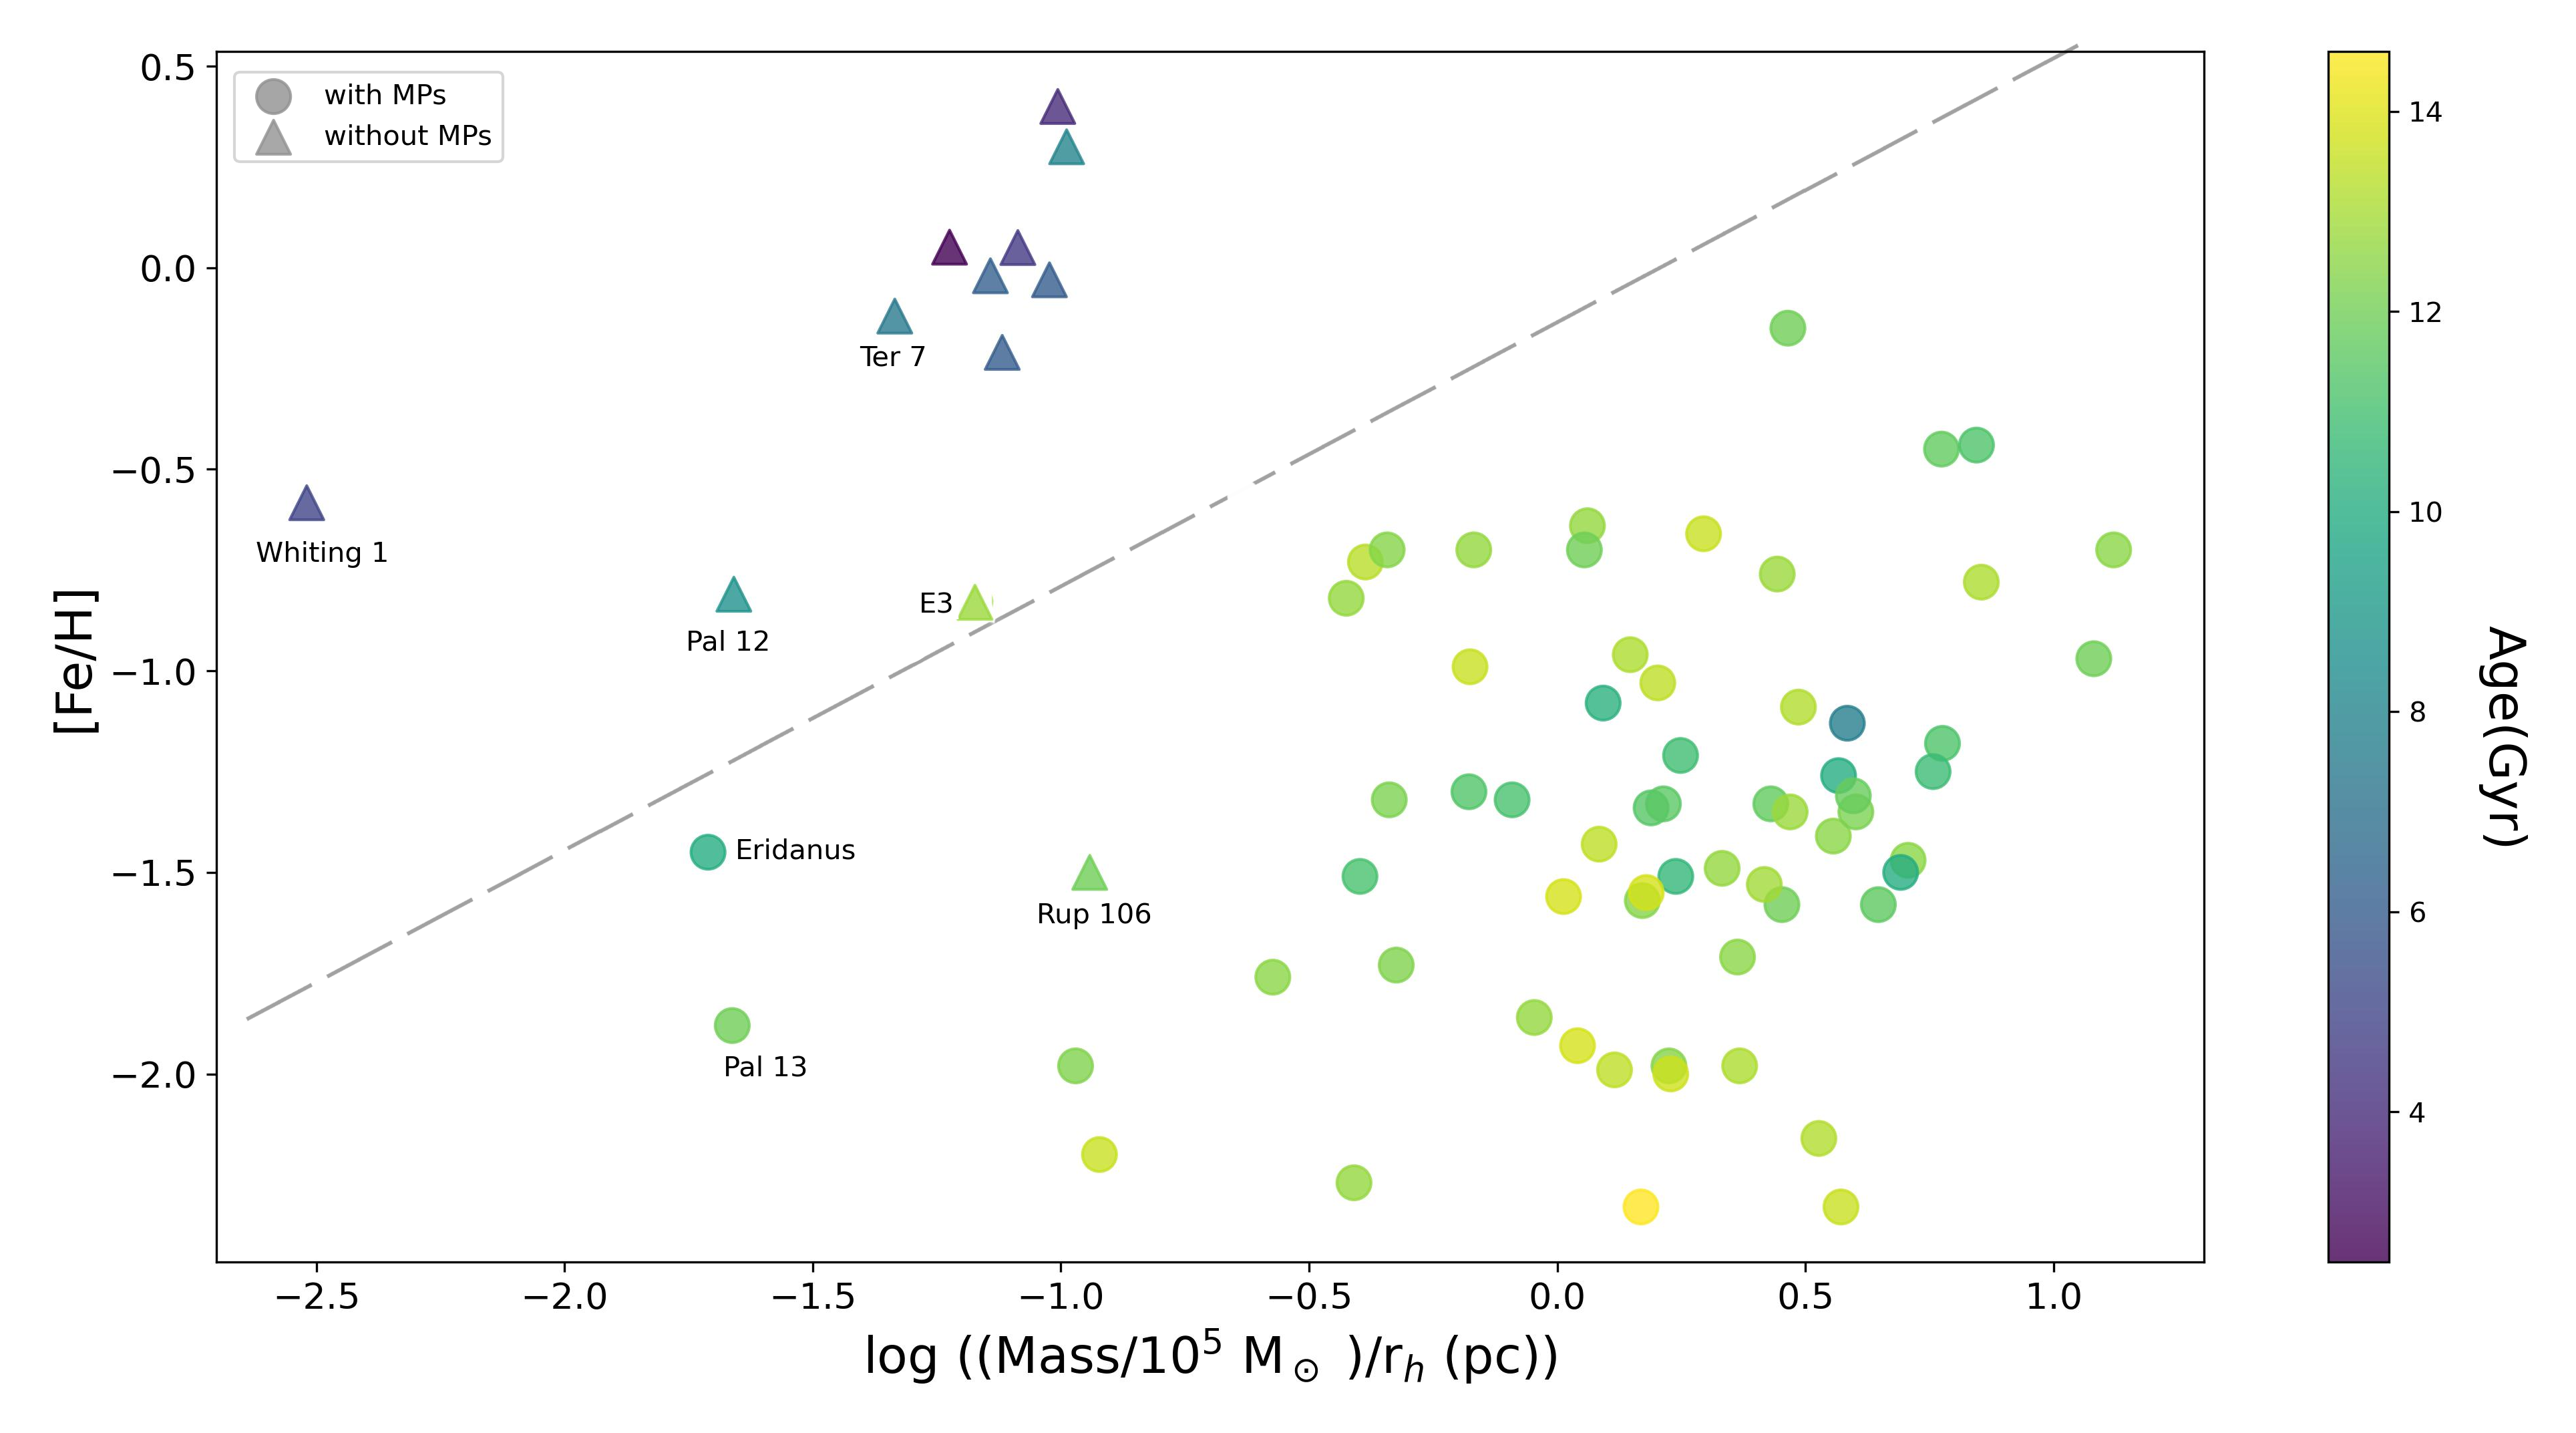 with MPs
without MPs
0.5
0.0
−0.5
−1.0
−1.5
−2.0
[Fe/H]
Ter 7
Whiting 1
E3
Pal 12
Eridanus
Rup 106
Pal 13
−2.5
−2.0
−1.5
−1.0
−0.5
0.0
0.5
1.0
log ((Mass/10⁵ M⊙ )/rₕ (pc))
14
12
10
8
6
4
Age(Gyr)